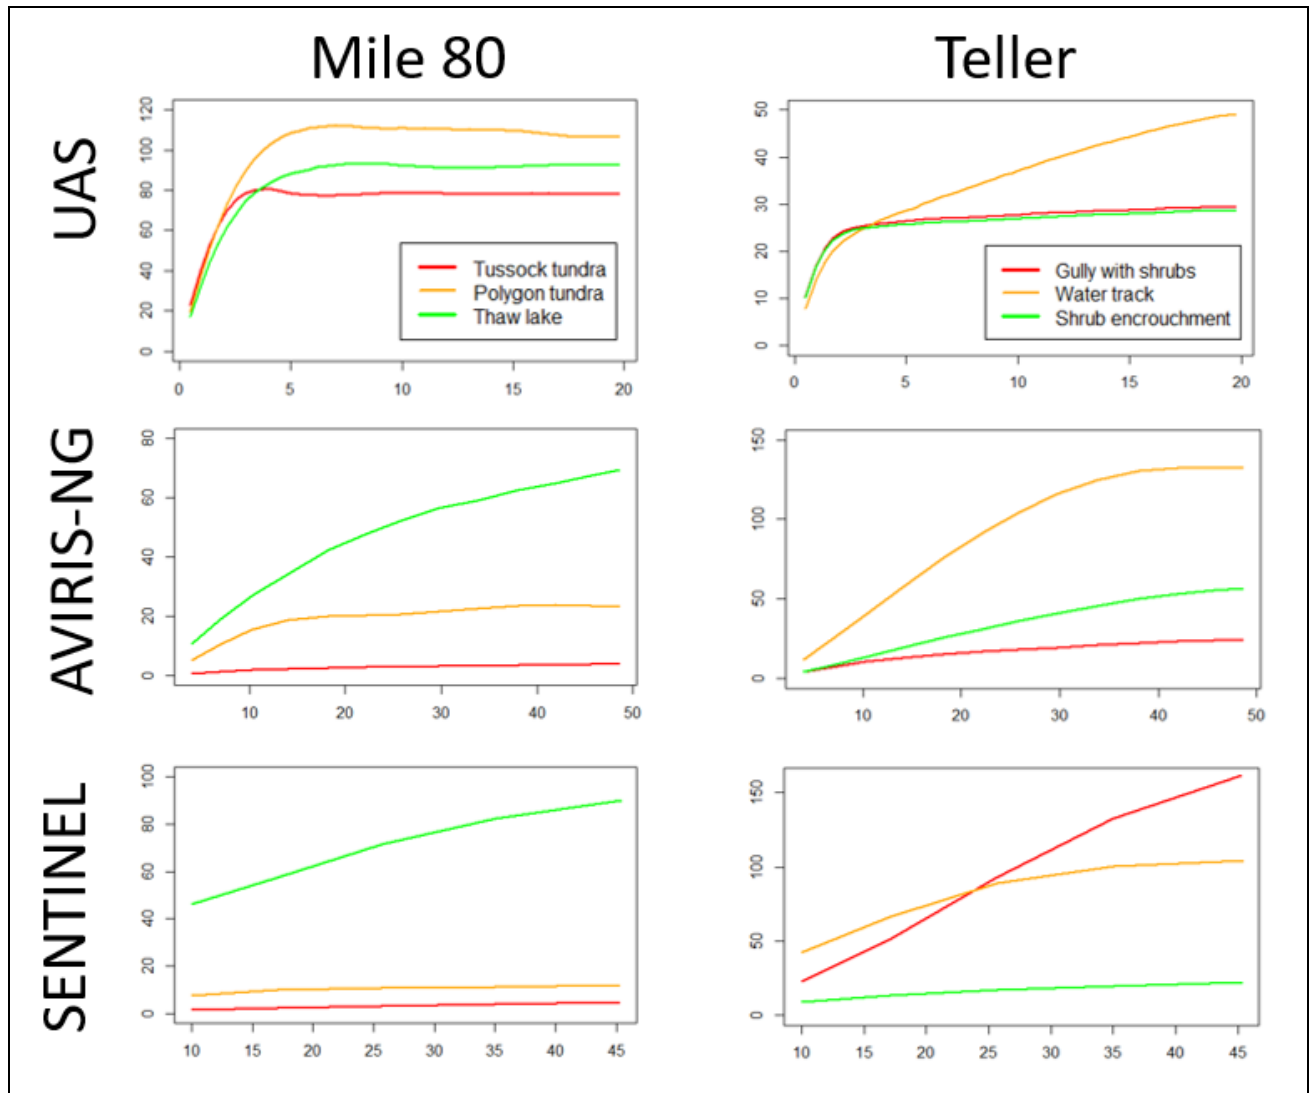 Mile 80
Teller
UAS
120
100
80
60
40
20
0
0 5 10 15 20
Tussock tundra
Polygon tundra
Thaw lake
50
40
30
20
10
0
0 5 10 15 20
Gully with shrubs
Water track
Shrub encrouchment
AVIRIS-NG
80
60
40
20
0
10 20 30 40 50
150
100
50
0
10 20 30 40 50
SENTINEL
100
80
60
40
20
0
10 15 20 25 30 35 40 45
150
100
50
0
10 15 20 25 30 35 40 45